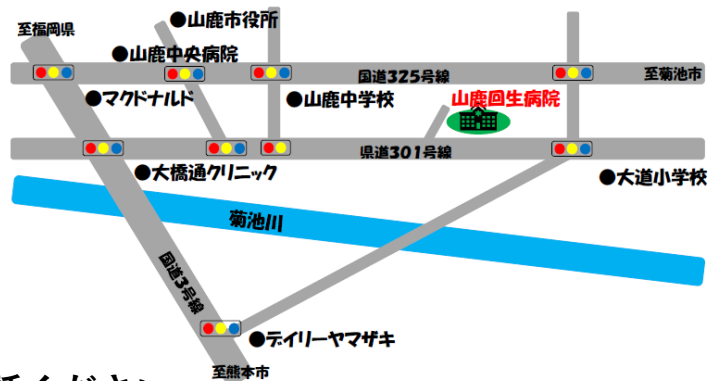 ●山鹿市役所
至福岡県
●山鹿中央病院
国道325号線
至菊池市
●マクドナルド
●山鹿中学校
山鹿回生病院
県道301号線
●大橋通クリニック
●大道小学校
菊池川
国道3号線
●デイリーヤマザキ
至熊本市
ください